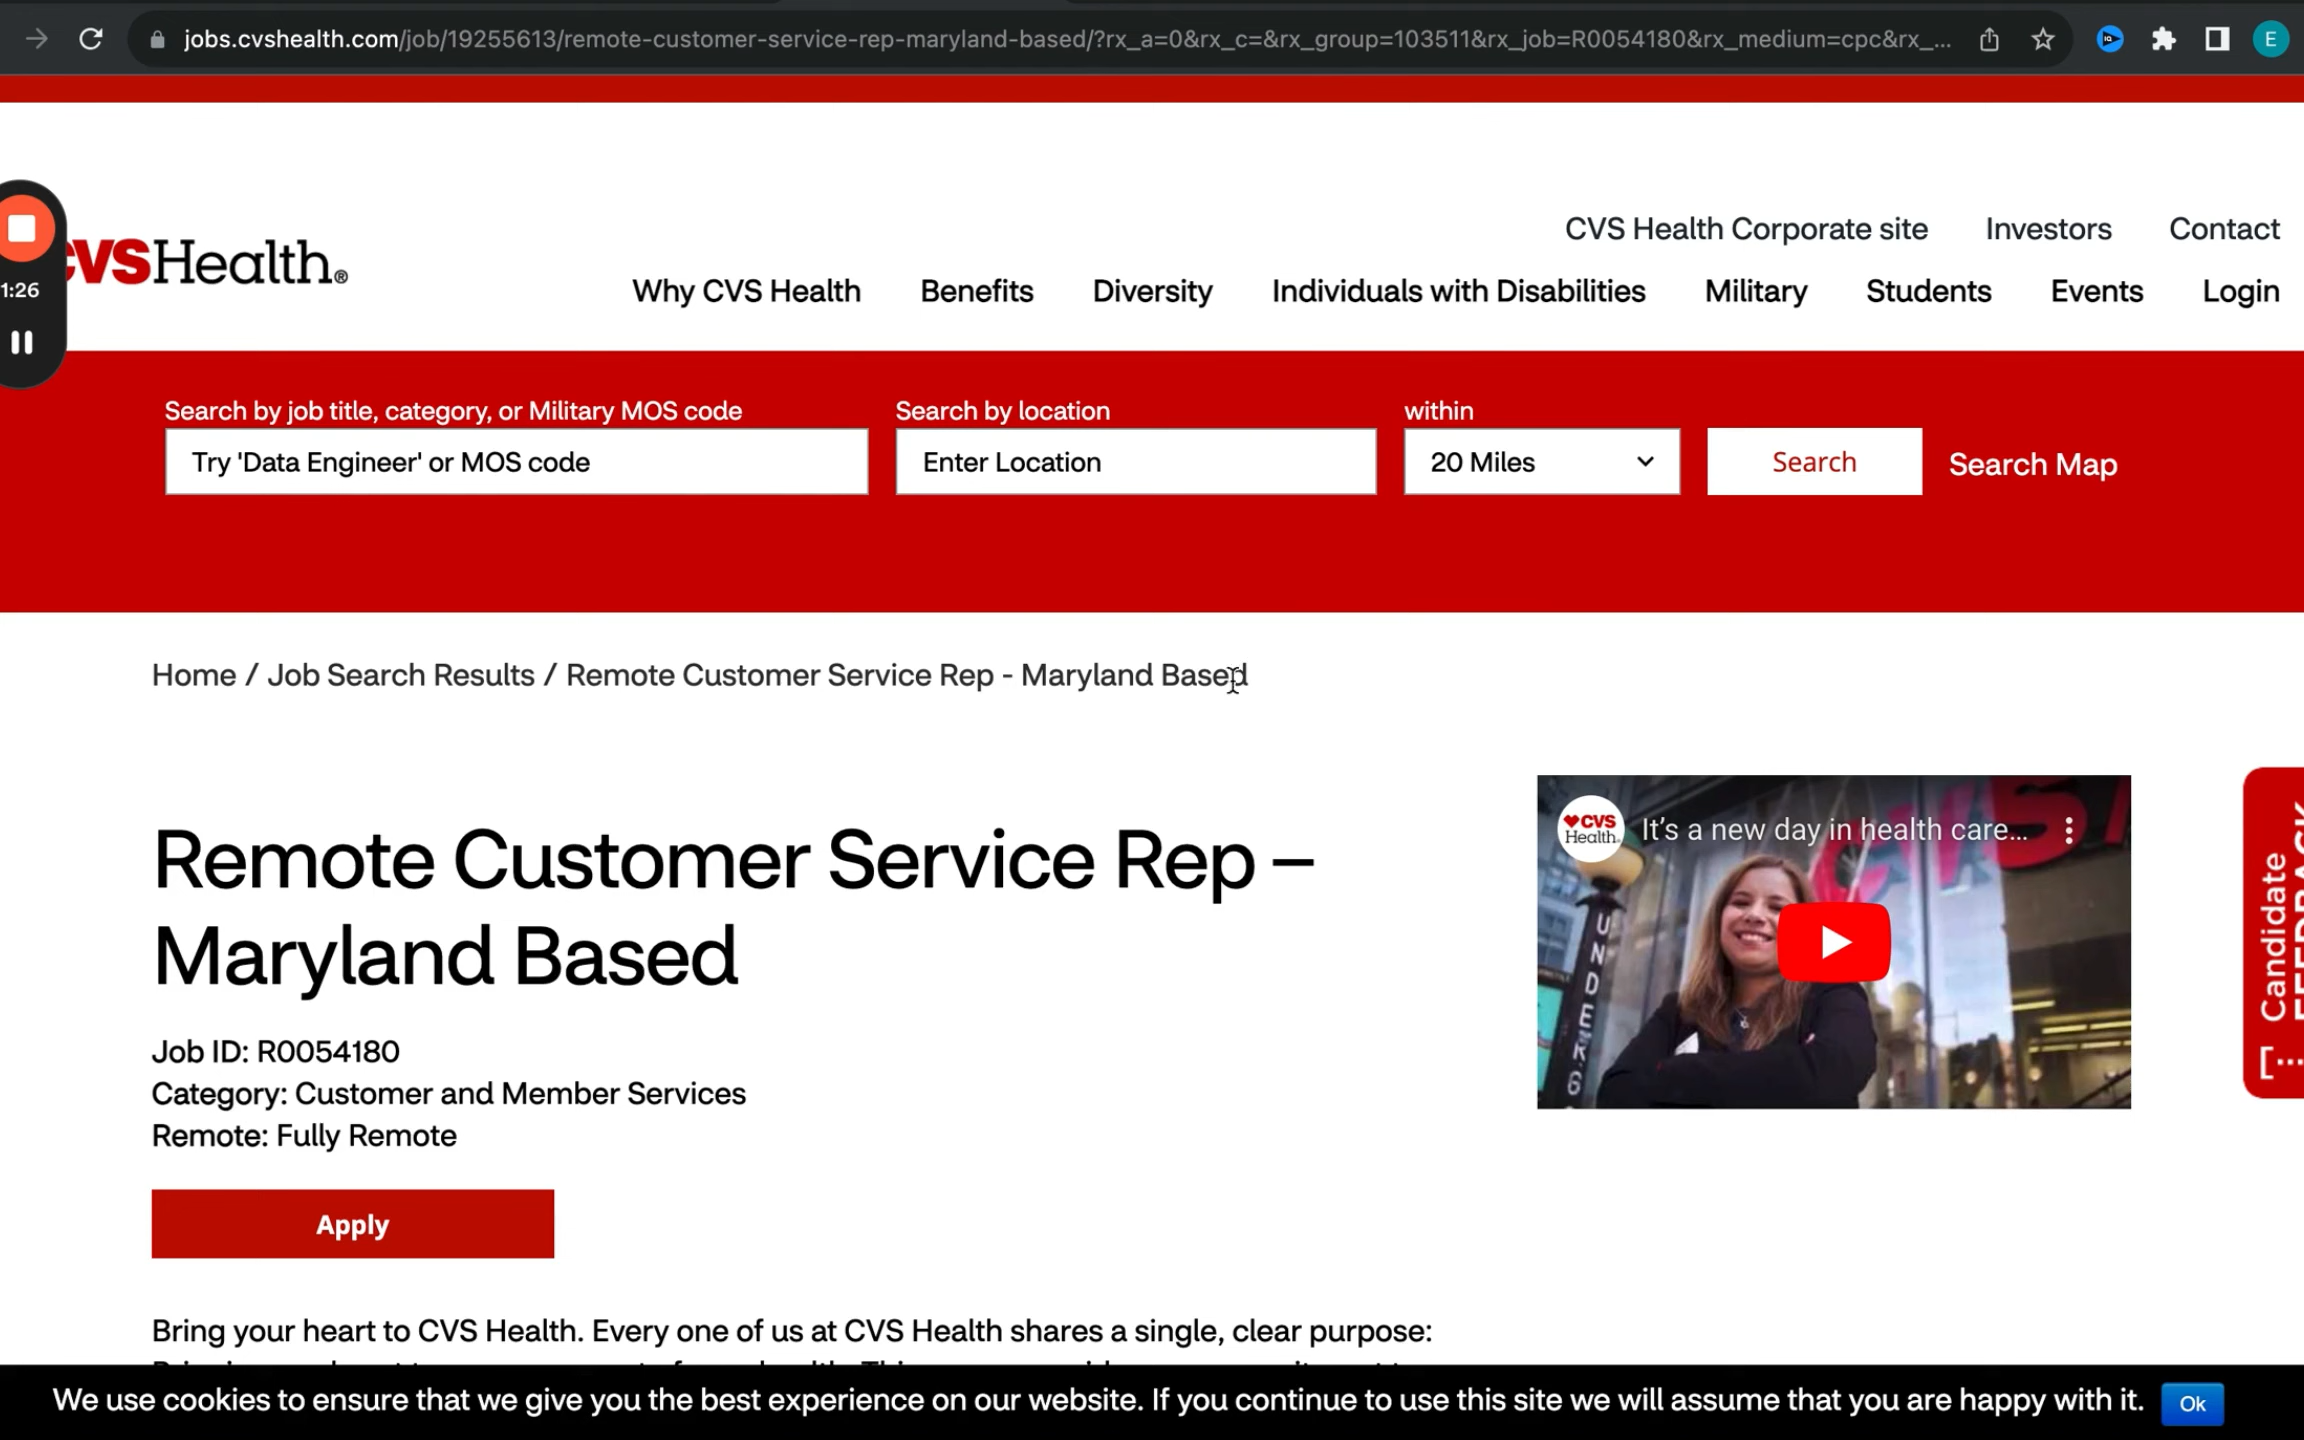 jobs.cvshealth.com/job/19255613/remote-customer-service-rep-maryland-based/?rx_a=0&rx_c=&rx_group=103511&rx_job=R0054180&rx_medium=cpc&rx_...
E
1:26
CVSHealth®
CVS Health Corporate site Investors Contact
Why CVS Health Benefits Diversity Individuals with Disabilities Military Students Events Login
Search by job title, category, or Military MOS code Search by location within
Try 'Data Engineer' or MOS code Enter Location 20 Miles Search Search Map
Home / Job Search Results / Remote Customer Service Rep - Maryland Based
Remote Customer Service Rep –
Maryland Based
CVS
Health.
It's a new day in health care...
UNDER6
Candidate
FEEDBACK
Job ID: R0054180
Category: Customer and Member Services
Remote: Fully Remote
Apply
Bring your heart to CVS Health. Every one of us at CVS Health shares a single, clear purpose:
We use cookies to ensure that we give you the best experience on our website. If you continue to use this site we will assume that you are happy with it. Ok